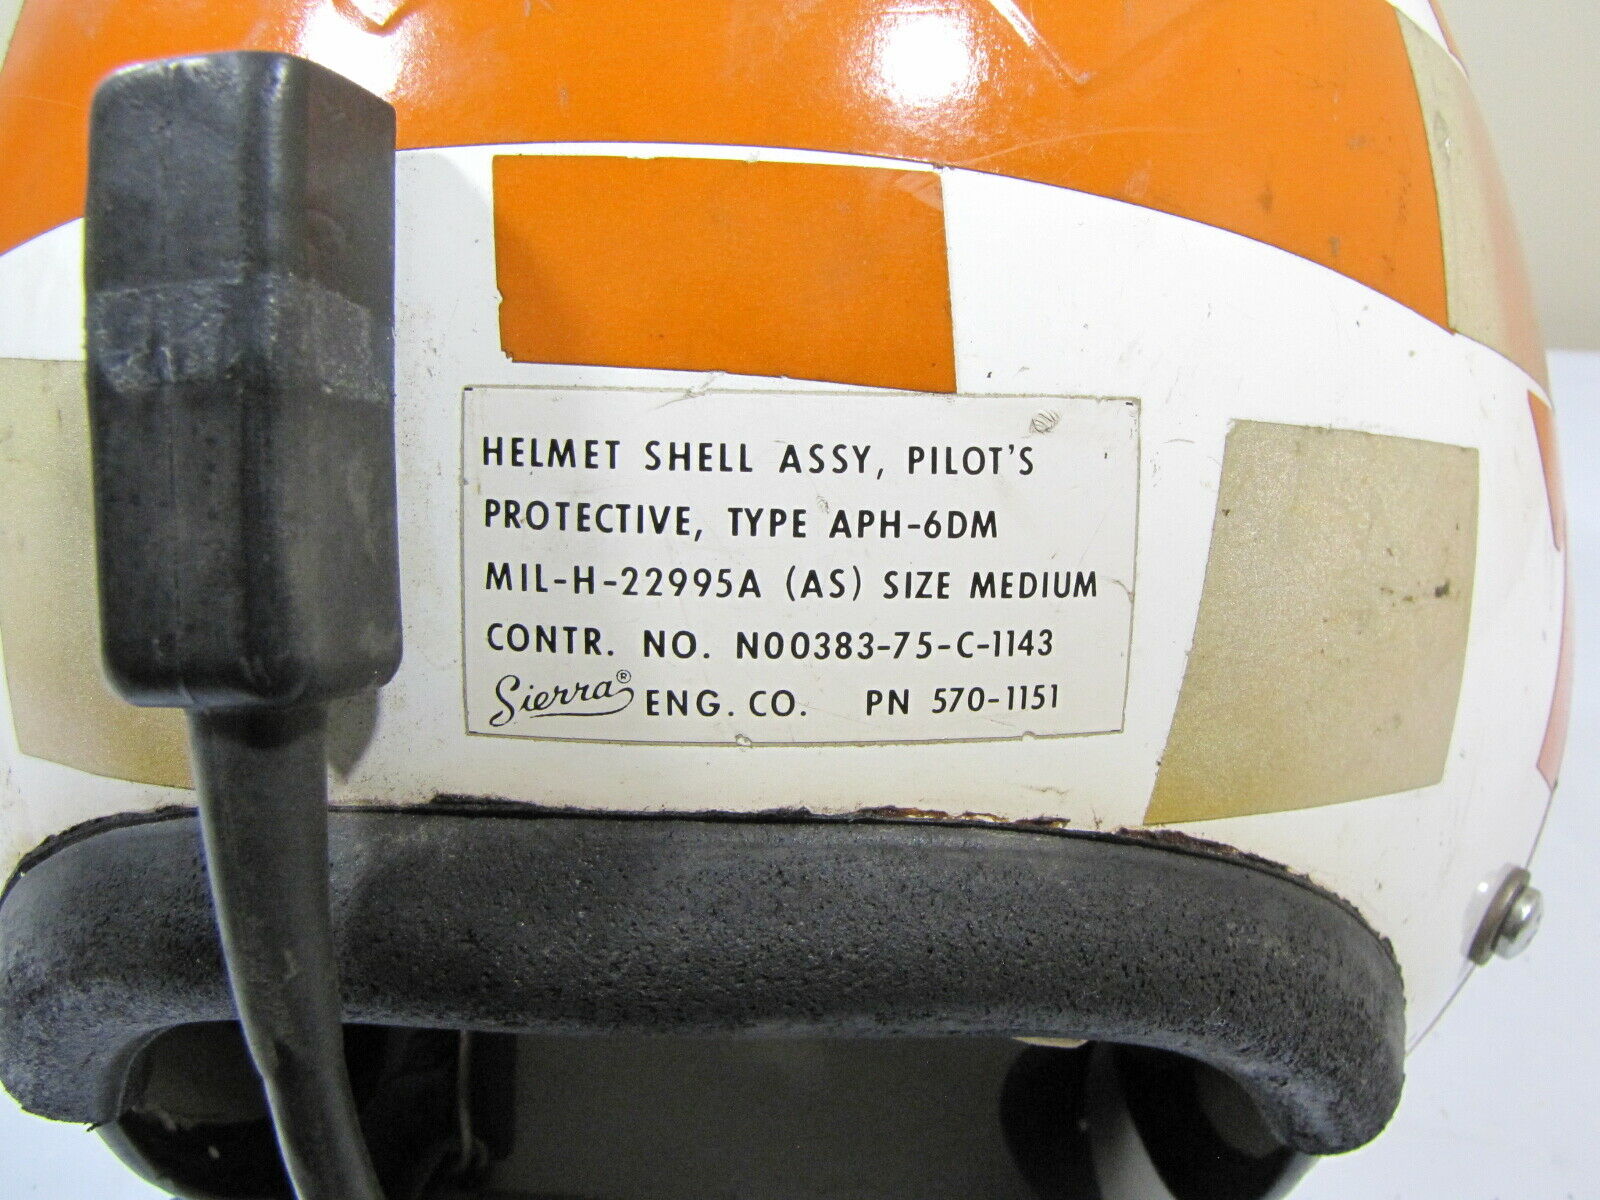 HELMET SHELL ASSY, PILOT'S
PROTECTIVE, TYPE APH-6DM
MIL-H-22995A (AS) SIZE MEDIUM
CONTR. NO. N00383-75-C-1143
Sierra® ENG. CO. PN 570-1151